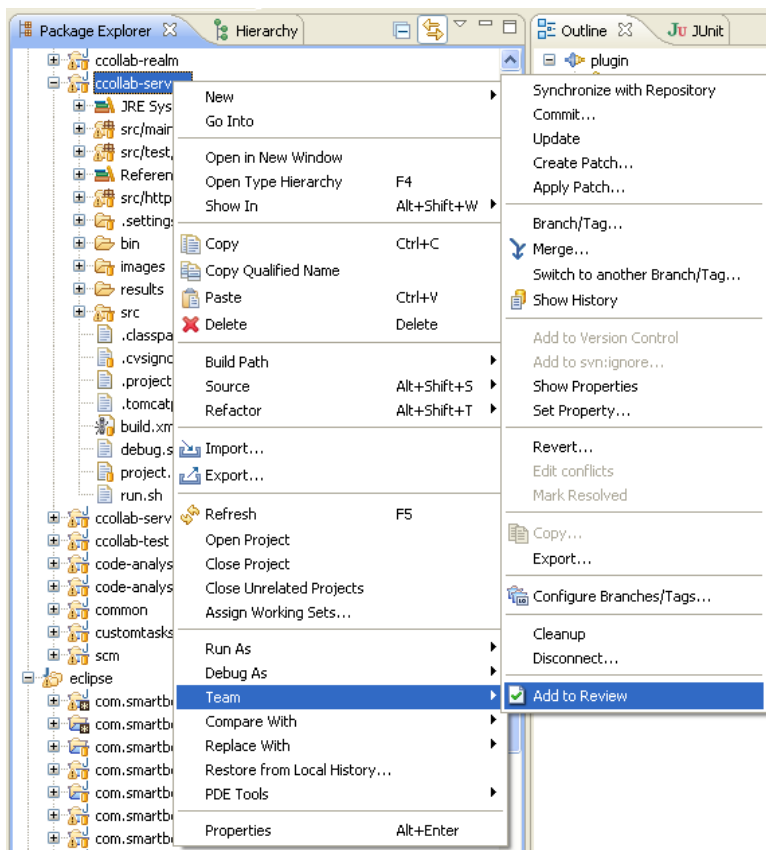 Package Explorer
Hierarchy
Outline
JUnit
ccollab-realm
ccollab-serv
JRE Sys
src/main
src/test,
Referen
src/http
.settings
bin
images
results
src
.classpa
.cvsigno
.project
.tomcat
build.xm
debug.s
project.
run.sh
ccollab-serv
ccollab-test
code-analys
code-analys
common
customtasks
scm
eclipse
com.smartb
com.smartb
com.smartb
com.smartb
com.smartb
com.smartb
com.smartb
New
Go Into
Open in New Window
Open Type Hierarchy F4
Show In Alt+Shift+W
Copy Ctrl+C
Copy Qualified Name
Paste Ctrl+V
Delete Delete
Build Path
Source Alt+Shift+S
Refactor Alt+Shift+T
Import...
Export...
Refresh F5
Open Project
Close Project
Close Unrelated Projects
Assign Working Sets...
Run As
Debug As
Team
Compare With
Replace With
Restore from Local History...
PDE Tools
Properties Alt+Enter
plugin
Synchronize with Repository
Commit...
Update
Create Patch...
Apply Patch...
Branch/Tag...
Merge...
Switch to another Branch/Tag...
Show History
Add to Version Control
Add to svn:ignore...
Show Properties
Set Property...
Revert...
Edit conflicts
Mark Resolved
Copy...
Export...
Configure Branches/Tags...
Cleanup
Disconnect...
Add to Review